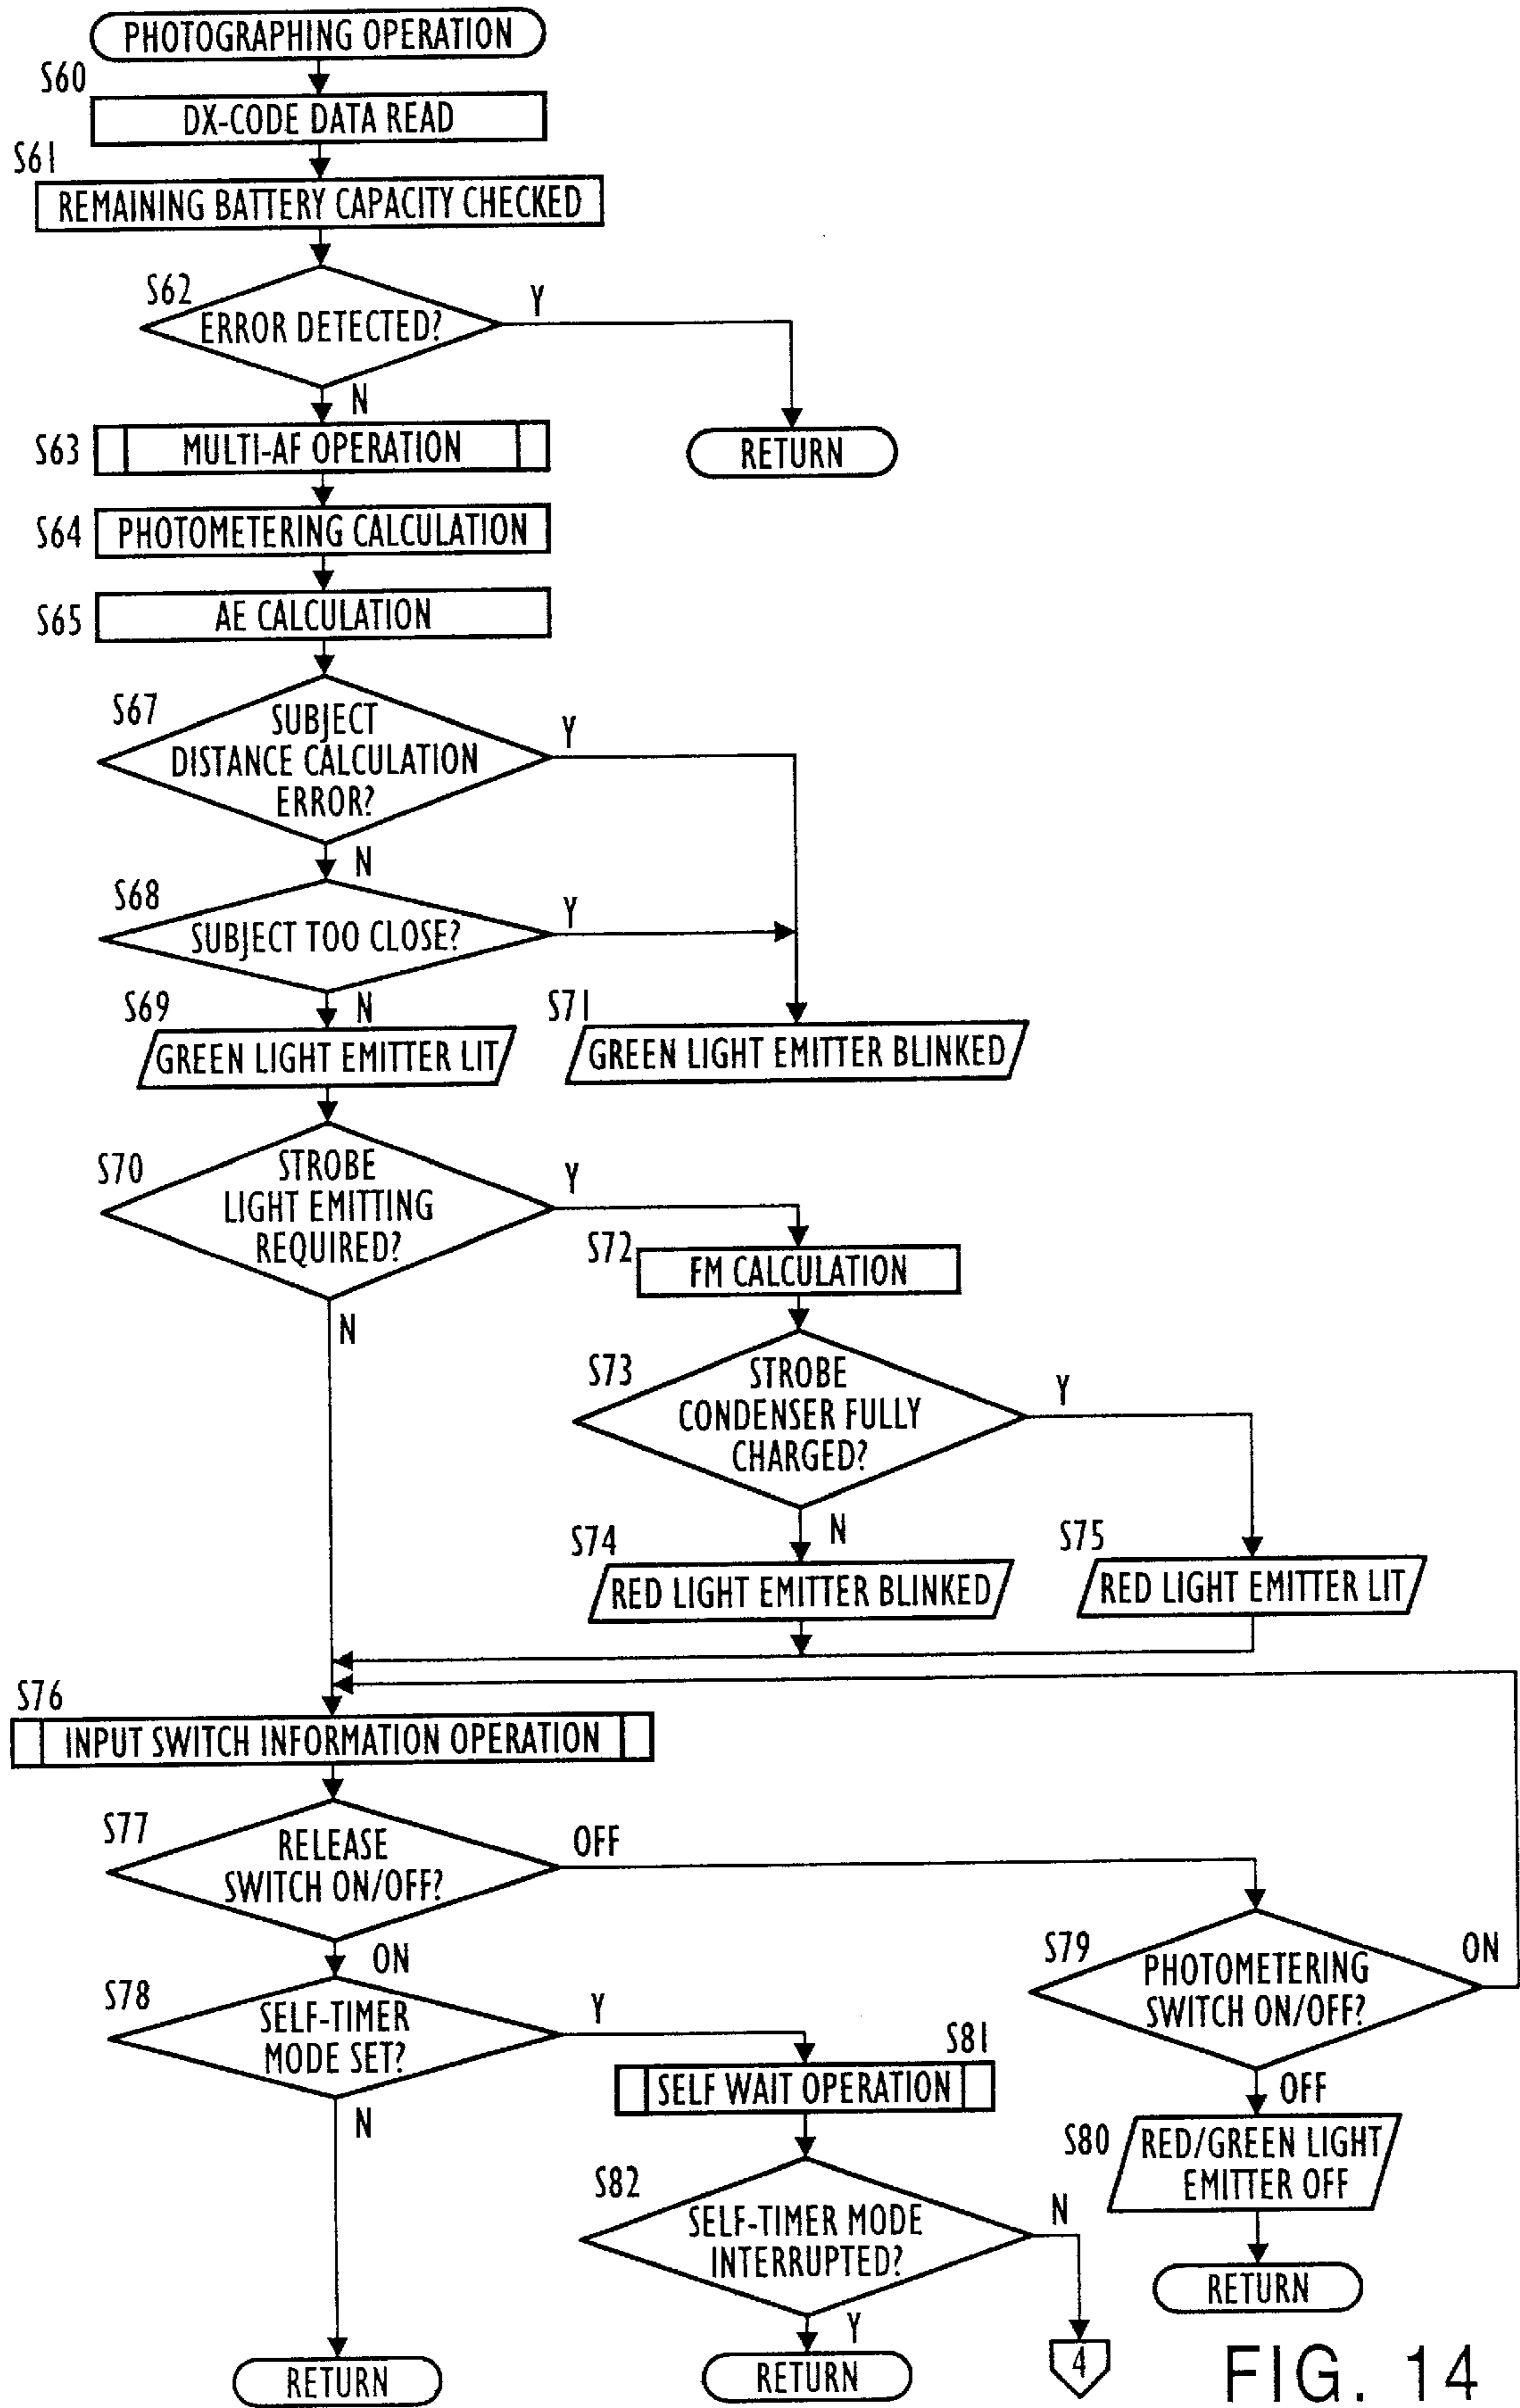 PHOTOGRAPHING OPERATION
S60
DX-CODE DATA READ
S61
REMAINING BATTERY CAPACITY CHECKED
S62
ERROR DETECTED?
Y
N
S63
MULTI-AF OPERATION
RETURN
S64
PHOTOMETERING CALCULATION
S65
AE CALCULATION
S67
SUBJECT
DISTANCE CALCULATION
ERROR?
Y
N
S68
SUBJECT TOO CLOSE?
Y
N
S69
GREEN LIGHT EMITTER LIT
S71
GREEN LIGHT EMITTER BLINKED
S70
STROBE
LIGHT EMITTING
REQUIRED?
Y
N
S72
FM CALCULATION
S73
STROBE
CONDENSER FULLY
CHARGED?
Y
N
S74
RED LIGHT EMITTER BLINKED
S75
RED LIGHT EMITTER LIT
S76
INPUT SWITCH INFORMATION OPERATION
S77
RELEASE
SWITCH ON/OFF?
OFF
ON
S79
PHOTOMETERING
SWITCH ON/OFF?
ON
OFF
S78
SELF-TIMER
MODE SET?
Y
N
S81
SELF WAIT OPERATION
S80
RED/GREEN LIGHT
EMITTER OFF
S82
SELF-TIMER MODE
INTERRUPTED?
N
Y
RETURN
RETURN
RETURN
4
FIG. 14